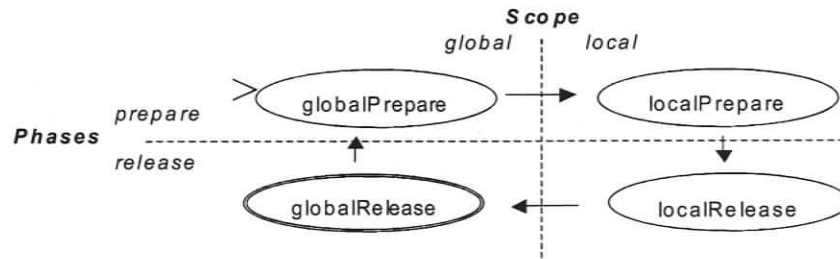 Scope
global local
prepare
globalPrepare localPrepare
Phases
release
globalRelease localRelease